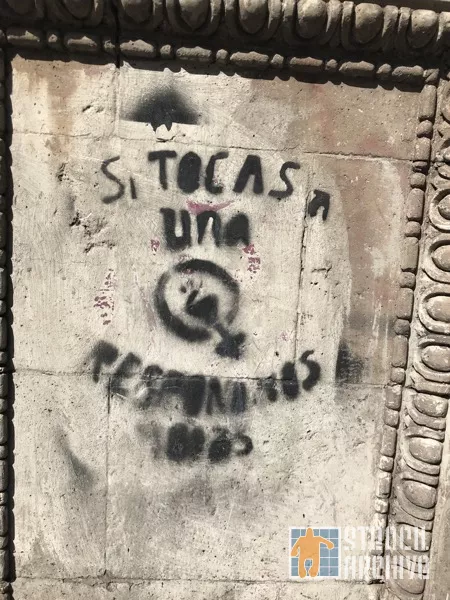 SI TOCAS A
UNA
RESPONDEMOS
TODAS
STENCIL
ARCHIVE